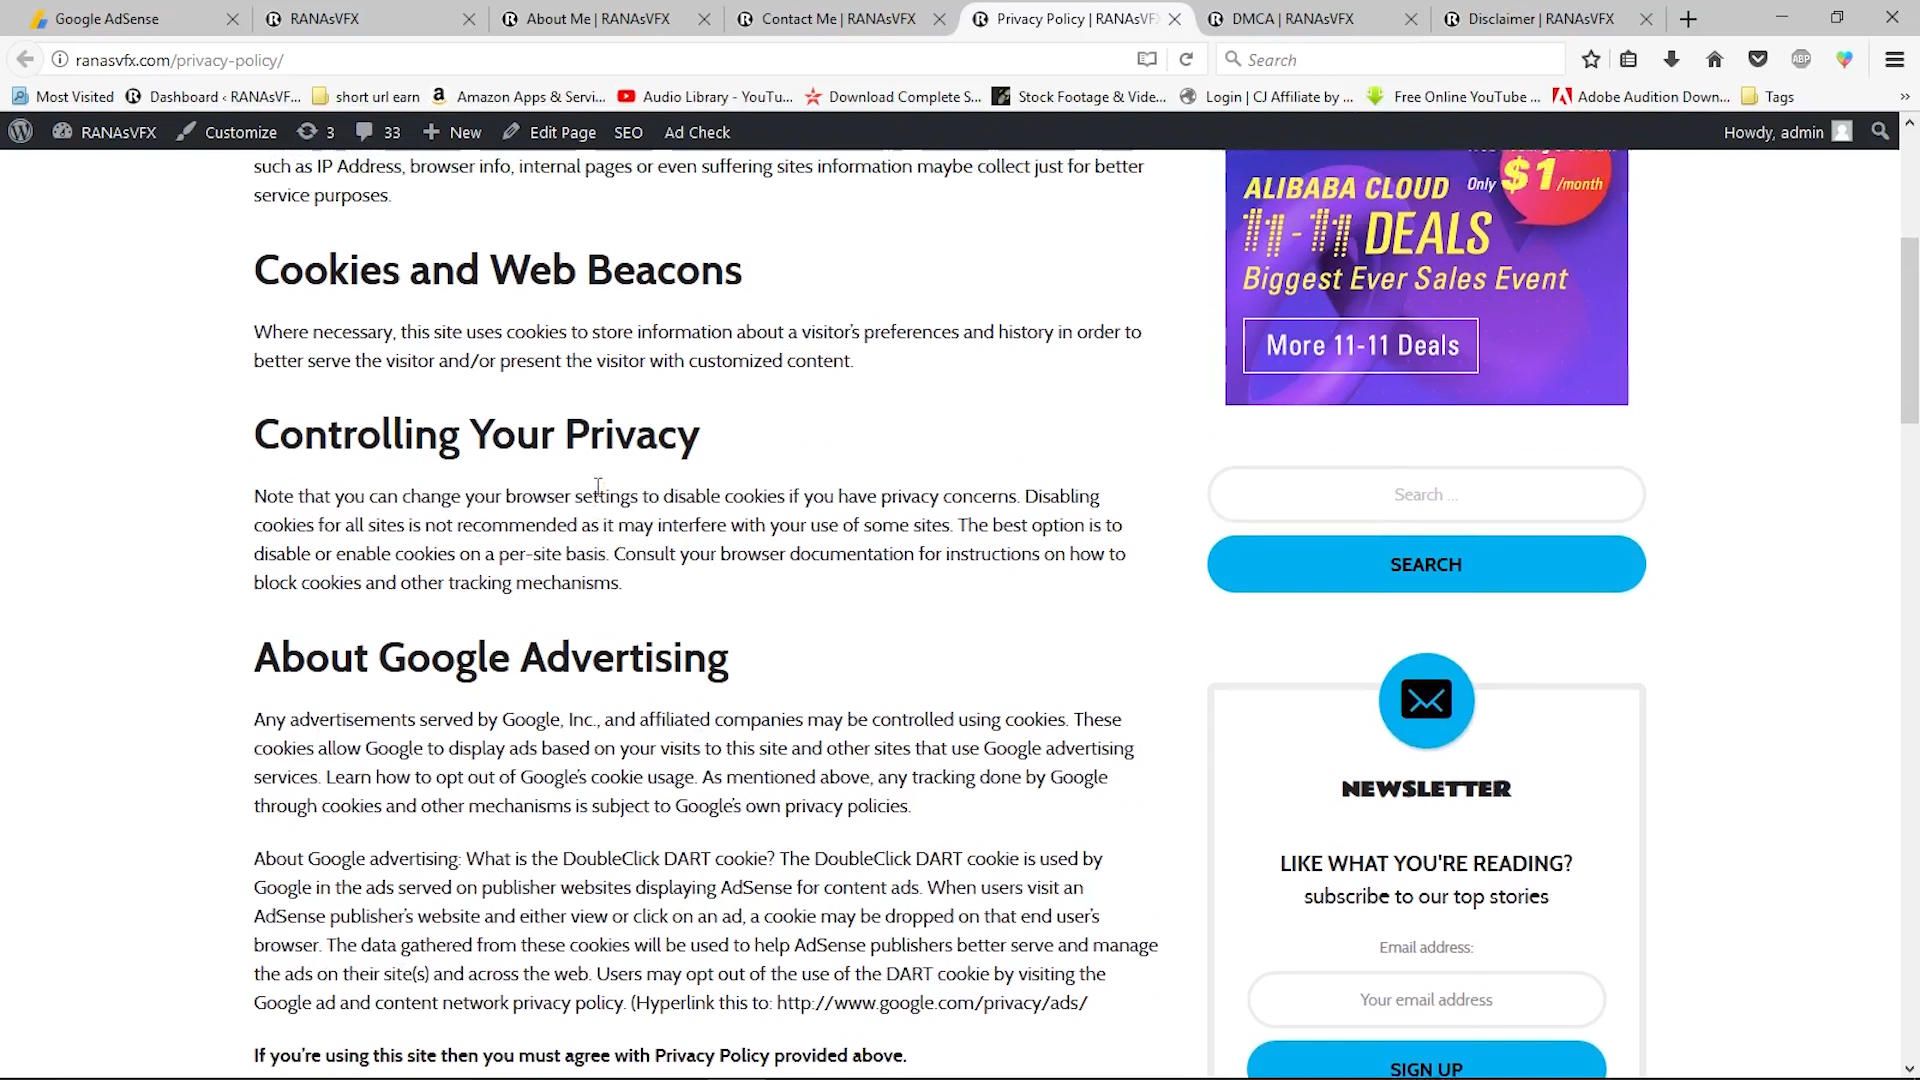 Google AdSense
RANAsVFX
About Me | RANAsVFX
Contact Me | RANAsVFX
Privacy Policy | RANAsVF
DMCA | RANAsVFX
Disclaimer | RANAsVFX
ranasvfx.com/privacy-policy/
Search
ABP
Most Visited
Dashboard ‹ RANAsVF...
short url earn
Amazon Apps & Servi...
Audio Library - YouTu...
Download Complete S...
Stock Footage & Vide...
Login | CJ Affiliate by ...
Free Online YouTube ...
Adobe Audition Down...
Tags
RANAsVFX
Customize
3
33
New
Edit Page
SEO
Ad Check
Howdy, admin
such as IP Address, browser info, internal pages or even suffering sites information maybe collect just for better
service purposes.
Cookies and Web Beacons
Where necessary, this site uses cookies to store information about a visitor's preferences and history in order to
better serve the visitor and/or present the visitor with customized content.
Controlling Your Privacy
Note that you can change your browser settings to disable cookies if you have privacy concerns. Disabling
cookies for all sites is not recommended as it may interfere with your use of some sites. The best option is to
disable or enable cookies on a per-site basis. Consult your browser documentation for instructions on how to
block cookies and other tracking mechanisms.
About Google Advertising
Any advertisements served by Google, Inc., and affiliated companies may be controlled using cookies. These
cookies allow Google to display ads based on your visits to this site and other sites that use Google advertising
services. Learn how to opt out of Google's cookie usage. As mentioned above, any tracking done by Google
through cookies and other mechanisms is subject to Google's own privacy policies.
About Google advertising: What is the DoubleClick DART cookie? The DoubleClick DART cookie is used by
Google in the ads served on publisher websites displaying AdSense for content ads. When users visit an
AdSense publisher's website and either view or click on an ad, a cookie may be dropped on that end user's
browser. The data gathered from these cookies will be used to help AdSense publishers better serve and manage
the ads on their site(s) and across the web. Users may opt out of the use of the DART cookie by visiting the
Google ad and content network privacy policy. (Hyperlink this to: http://www.google.com/privacy/ads/
If you're using this site then you must agree with Privacy Policy provided above.
ALIBABA CLOUD
Only $1/month
11-11 DEALS
Biggest Ever Sales Event
More 11-11 Deals
Search ...
SEARCH
NEWSLETTER
LIKE WHAT YOU'RE READING?
subscribe to our top stories
Email address:
Your email address
SIGN UP